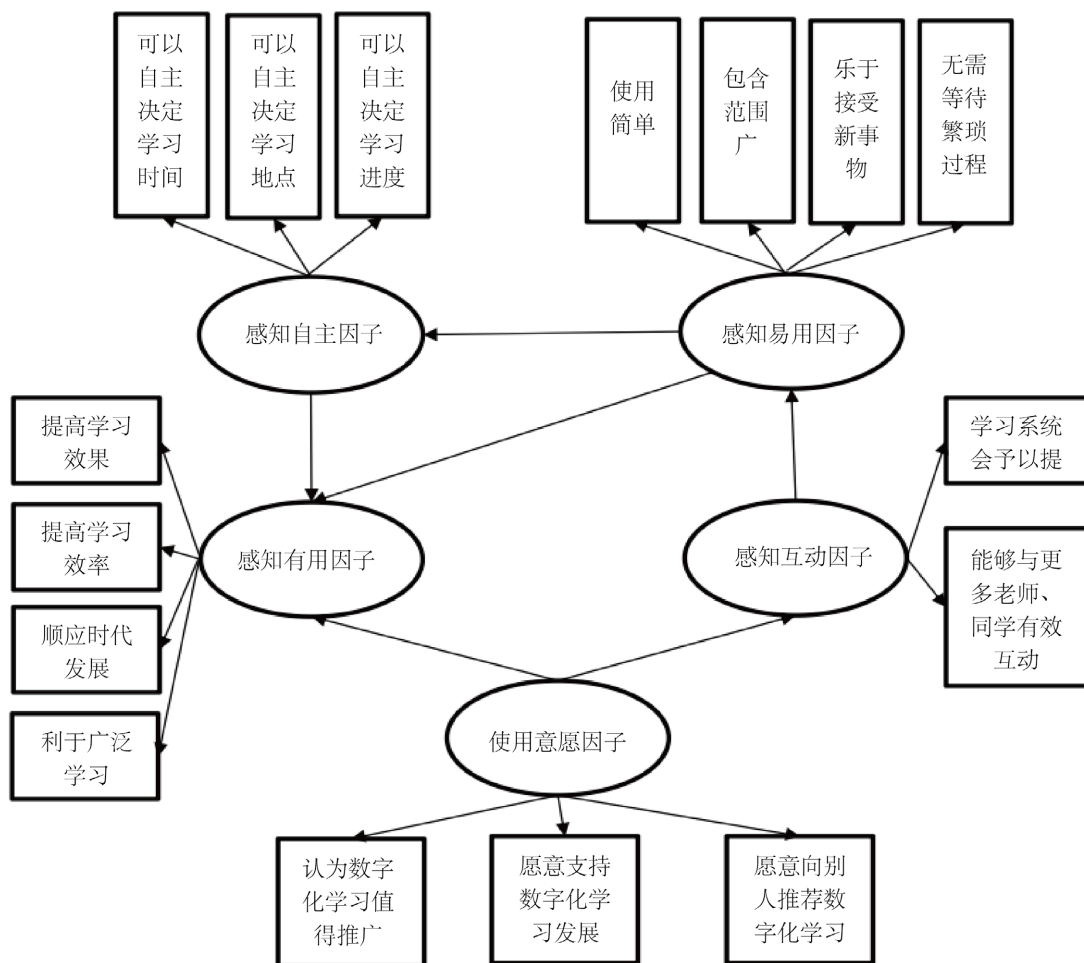 可以
自主
决定
学习
时间
可以
自主
决定
学习
地点
可以
自主
决定
学习
进度
使用
简单
包含
范围
广
乐于
接受
新事
物
无需
等待
繁琐
过程
感知自主因子
感知易用因子
提高学习
效果
提高学习
效率
顺应时代
发展
利于广泛
学习
感知有用因子
感知互动因子
学习系统
会予以提
能够与更
多老师、
同学有效
互动
使用意愿因子
认为数字
化学习值
得推广
愿意支持
数字化学
习发展
愿意向别
人推荐数
字化学习